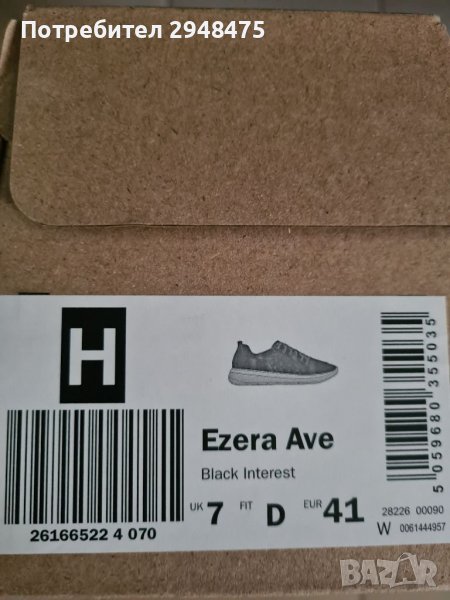 Потребител 2948475
H
Ezera Ave
Black Interest
UK 7 FIT D EUR 41
26166522 4 070
5 059680 355035
28226 00090
W 0061444957
BAZAR